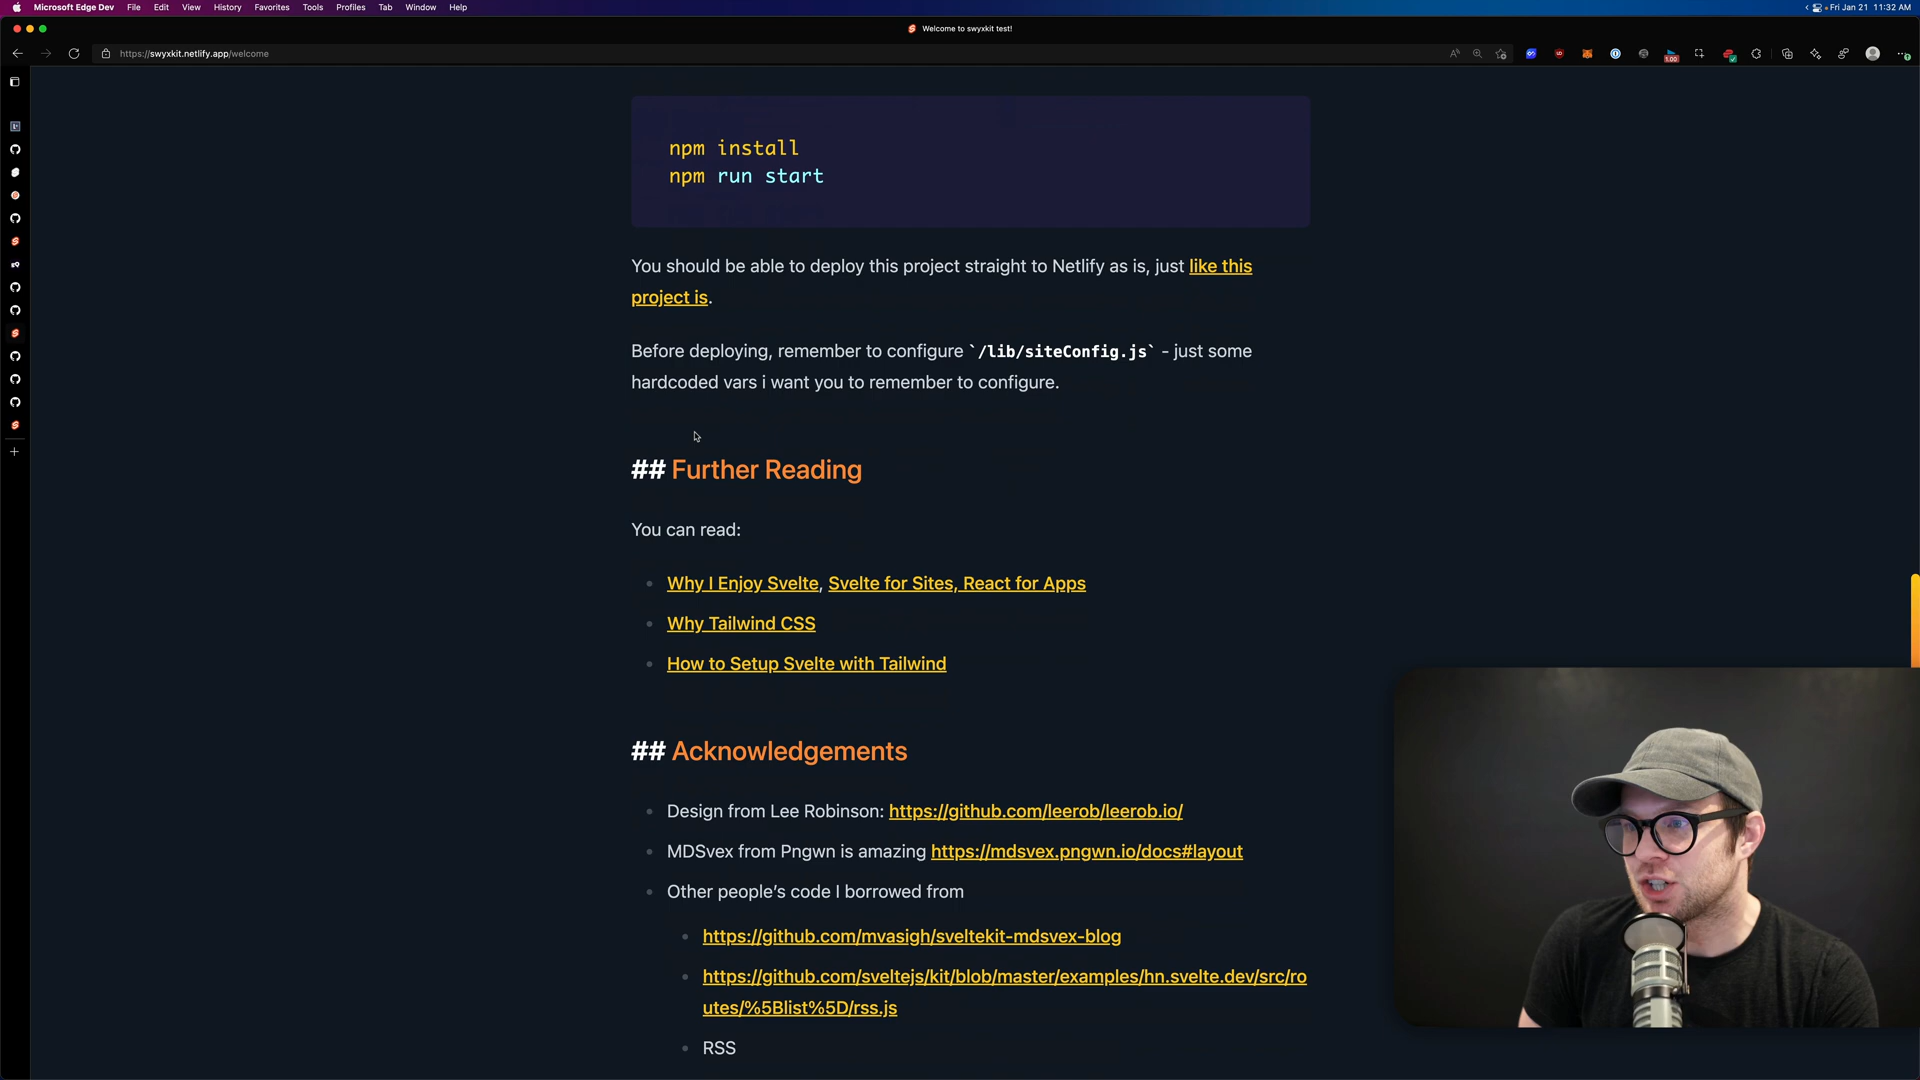 Microsoft Edge Dev File Edit View History Favorites Tools Profiles Tab Window Help
Fri Jan 21 11:32 AM
Welcome to swyxkit test!
https://swyxkit.netlify.app/welcome
1.00
npm install
npm run start
You should be able to deploy this project straight to Netlify as is, just like this
project is.
Before deploying, remember to configure `/lib/siteConfig.js` - just some
hardcoded vars i want you to remember to configure.
## Further Reading
You can read:
Why I Enjoy Svelte, Svelte for Sites, React for Apps
Why Tailwind CSS
How to Setup Svelte with Tailwind
## Acknowledgements
Design from Lee Robinson: https://github.com/leerob/leerob.io/
MDSvex from Pngwn is amazing https://mdsvex.pngwn.io/docs#layout
Other people’s code I borrowed from
https://github.com/mvasigh/sveltekit-mdsvex-blog
https://github.com/sveltejs/kit/blob/master/examples/hn.svelte.dev/src/ro
utes/%5Blist%5D/rss.js
RSS